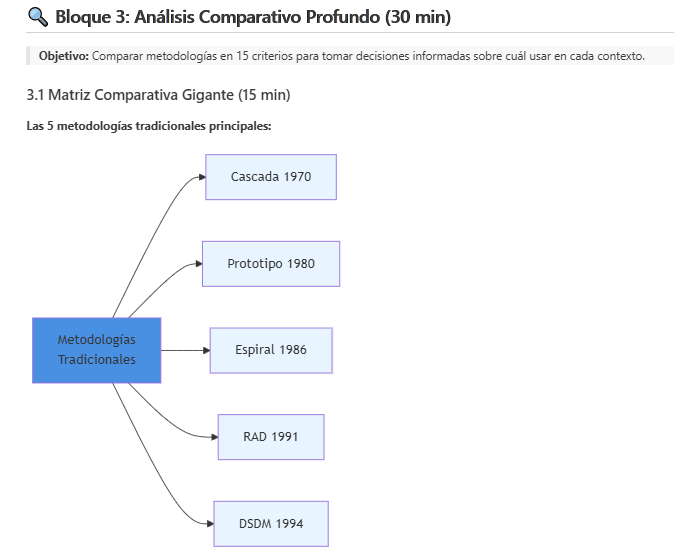 🔍 Bloque 3: Análisis Comparativo Profundo (30 min)
Objetivo: Comparar metodologías en 15 criterios para tomar decisiones informadas sobre cuál usar en cada contexto.
3.1 Matriz Comparativa Gigante (15 min)
Las 5 metodologías tradicionales principales:
Cascada 1970
Prototipo 1980
Metodologías
Tradicionales
Espiral 1986
RAD 1991
DSDM 1994